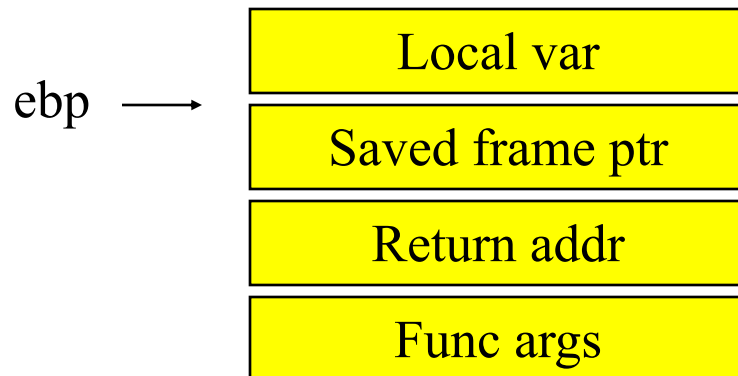 Local var
ebp
Saved frame ptr
Return addr
Func args